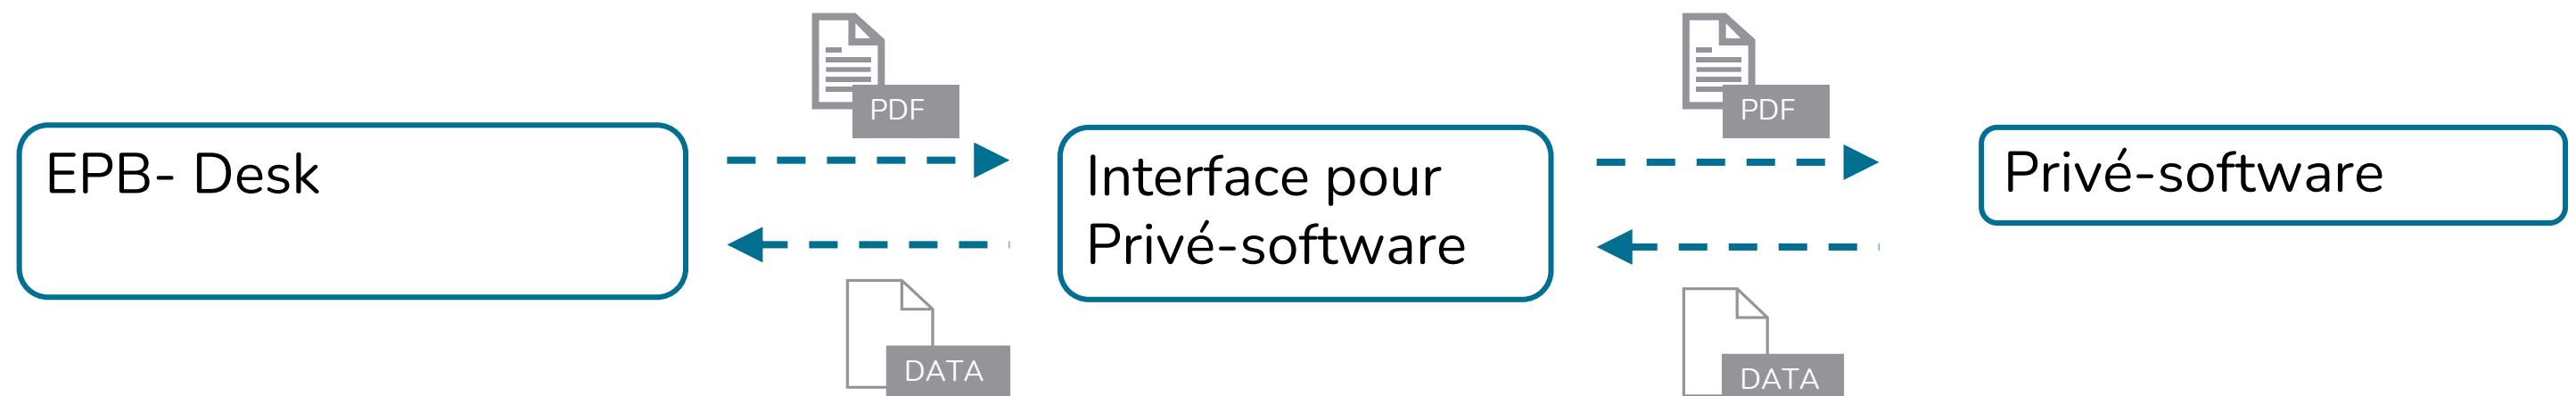 PDF
PDF
EPB- Desk
Interface pour
Privé-software
Privé-software
DATA
DATA